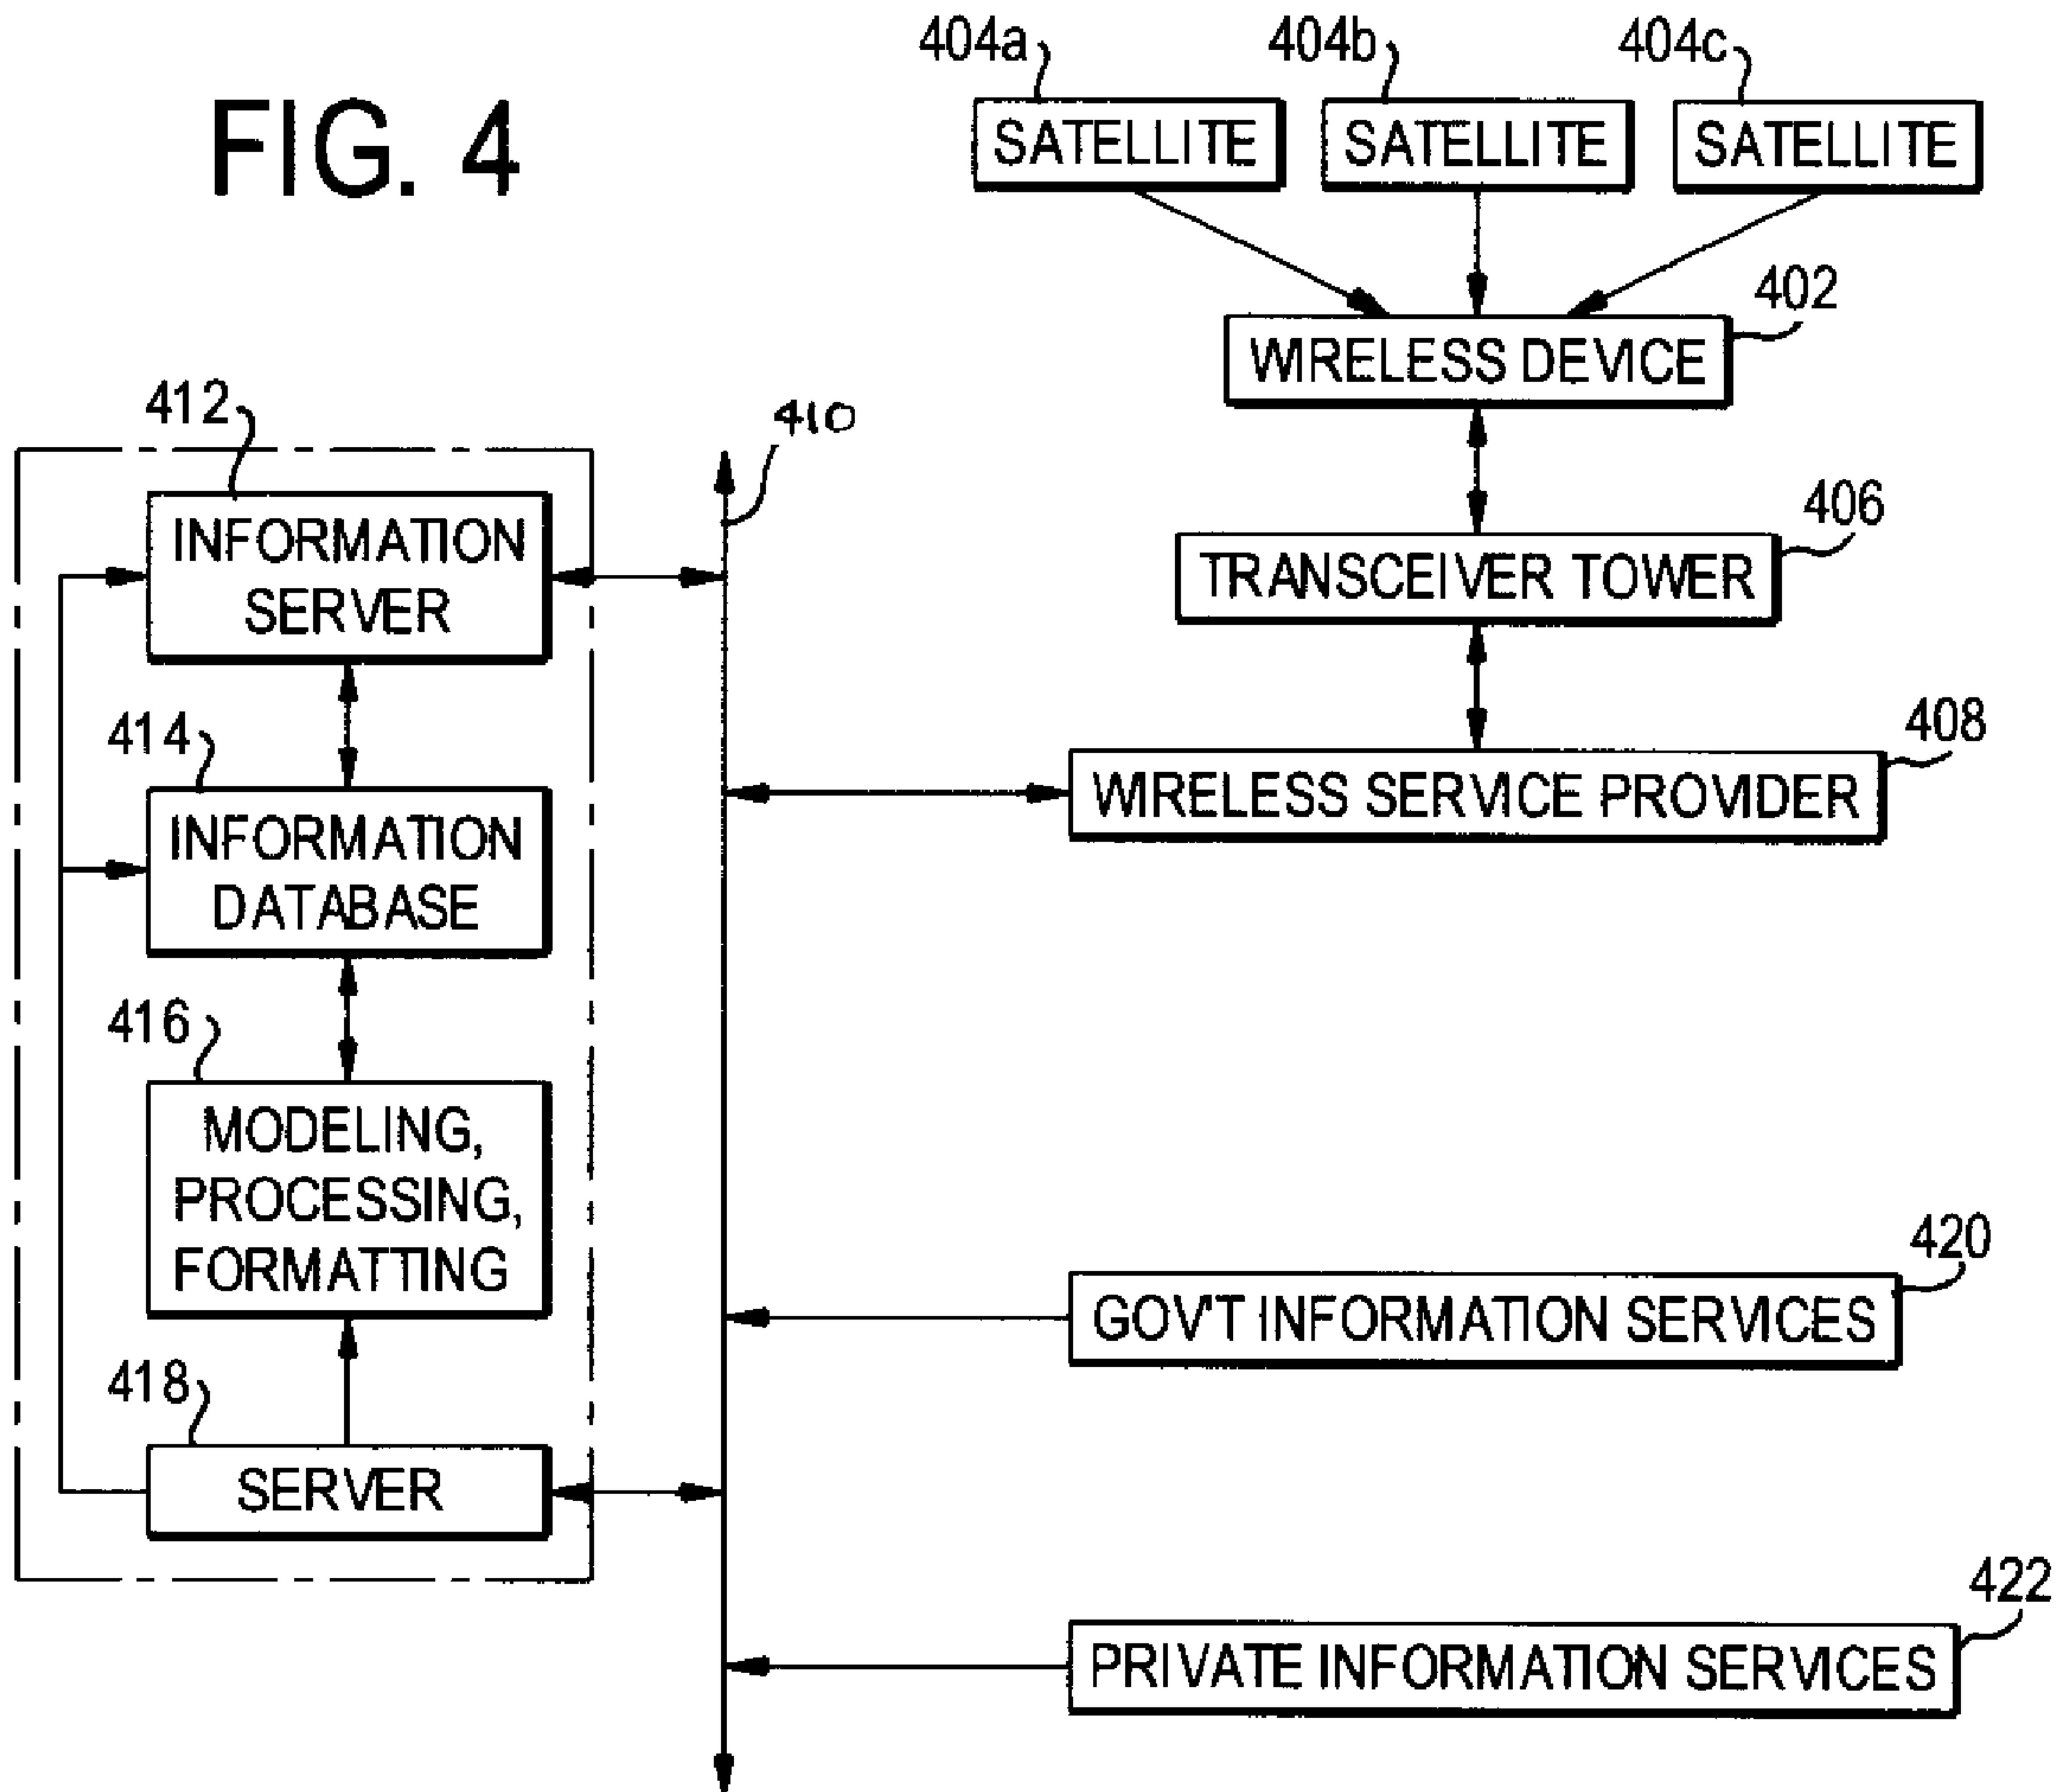 FIG. 4
404a
404b
404c
SATELLITE
SATELLITE
SATELLITE
402
WIRELESS DEVICE
406
TRANSCEIVER TOWER
408
WIRELESS SERVICE PROVIDER
410
412
INFORMATION
SERVER
414
INFORMATION
DATABASE
416
MODELING,
PROCESSING,
FORMATTING
418
SERVER
420
GOV'T INFORMATION SERVICES
422
PRIVATE INFORMATION SERVICES